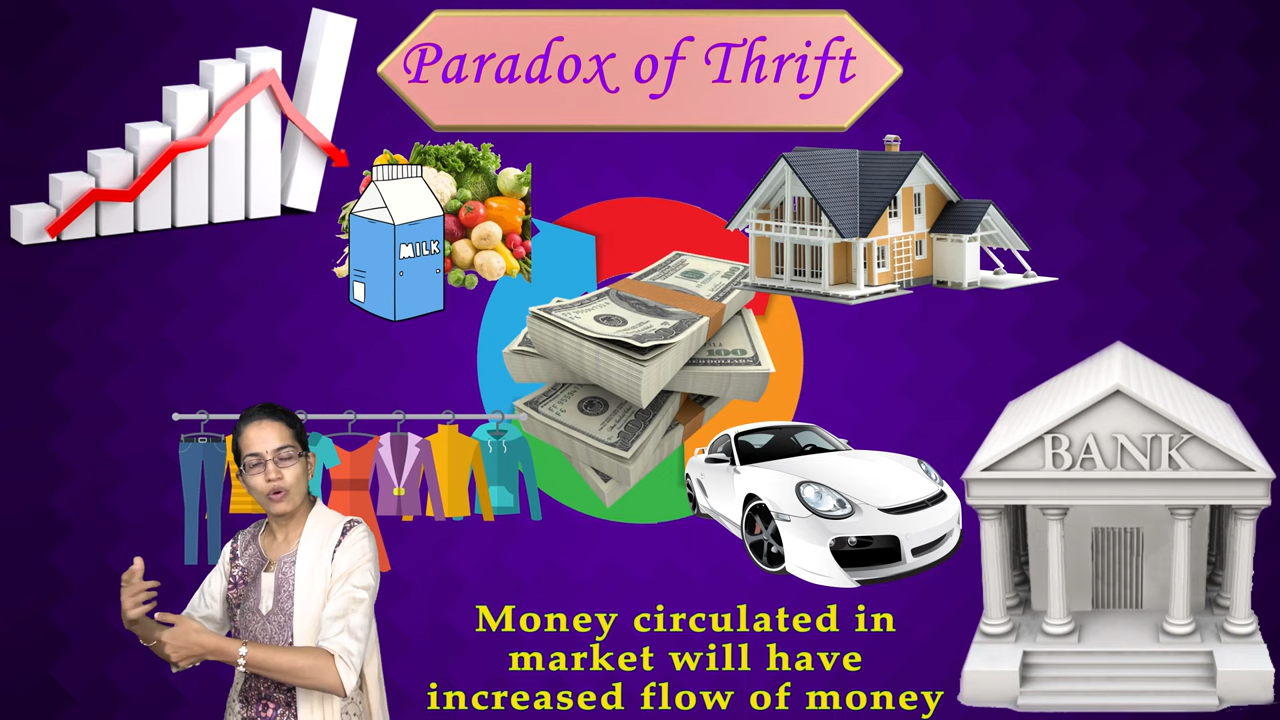 Paradox of Thrift
MILK
BANK
Money circulated in
market will have
increased flow of money